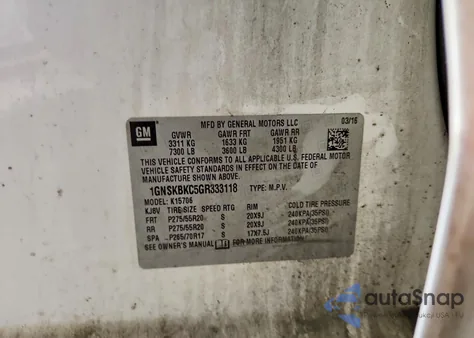 GM
MFD. BY GENERAL MOTORS LLC
03/16
GVWR GAWR FRT GAWR RR
3311 KG 1633 KG 1951 KG
7300 LB 3600 LB 4300 LB
THIS VEHICLE CONFORMS TO ALL APPLICABLE U.S. FEDERAL MOTOR
VEHICLE SAFETY STANDARDS IN EFFECT ON THE DATE OF
MANUFACTURE SHOWN ABOVE.
1GNSKBKC5GR333118 TYPE: M.P.V.
MODEL: K15706
TIRE SIZE SPEED RTG RIM COLD TIRE PRESSURE
FRT P275/55R20 S 20X9J 240KPA(35PSI)
RR P275/55R20 S 20X9J 240KPA(35PSI)
SPA P265/70R17 S 17X7.5J 240KPA(35PSI)
SEE OWNER'S MANUAL
autoSnap